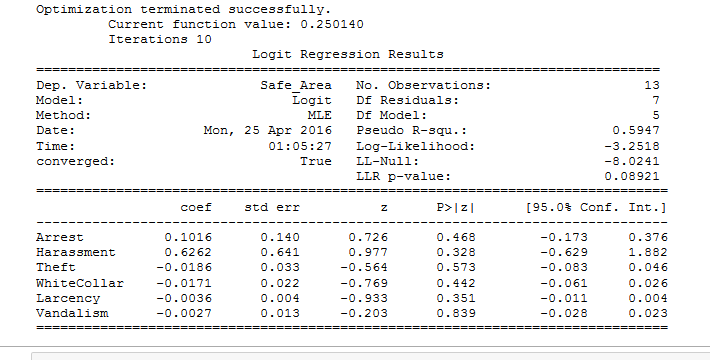 Optimization terminated successfully.
Current function value: 0.250140
Iterations 10
Logit Regression Results
==============================================================================
Dep. Variable: Safe_Area No. Observations: 13
Model: Logit Df Residuals: 7
Method: MLE Df Model: 5
Date: Mon, 25 Apr 2016 Pseudo R-squ.: 0.5947
Time: 01:05:27 Log-Likelihood: -3.2518
converged: True LL-Null: -8.0241
LLR p-value: 0.08921
==============================================================================
coef std err z P>|z| [95.0% Conf. Int.]
------------------------------------------------------------------------------
Arrest 0.1016 0.140 0.726 0.468 -0.173 0.376
Harassment 0.6262 0.641 0.977 0.328 -0.629 1.882
Theft -0.0186 0.033 -0.564 0.573 -0.083 0.046
WhiteCollar -0.0171 0.022 -0.769 0.442 -0.061 0.026
Larcency -0.0036 0.004 -0.933 0.351 -0.011 0.004
Vandalism -0.0027 0.013 -0.203 0.839 -0.028 0.023
==============================================================================